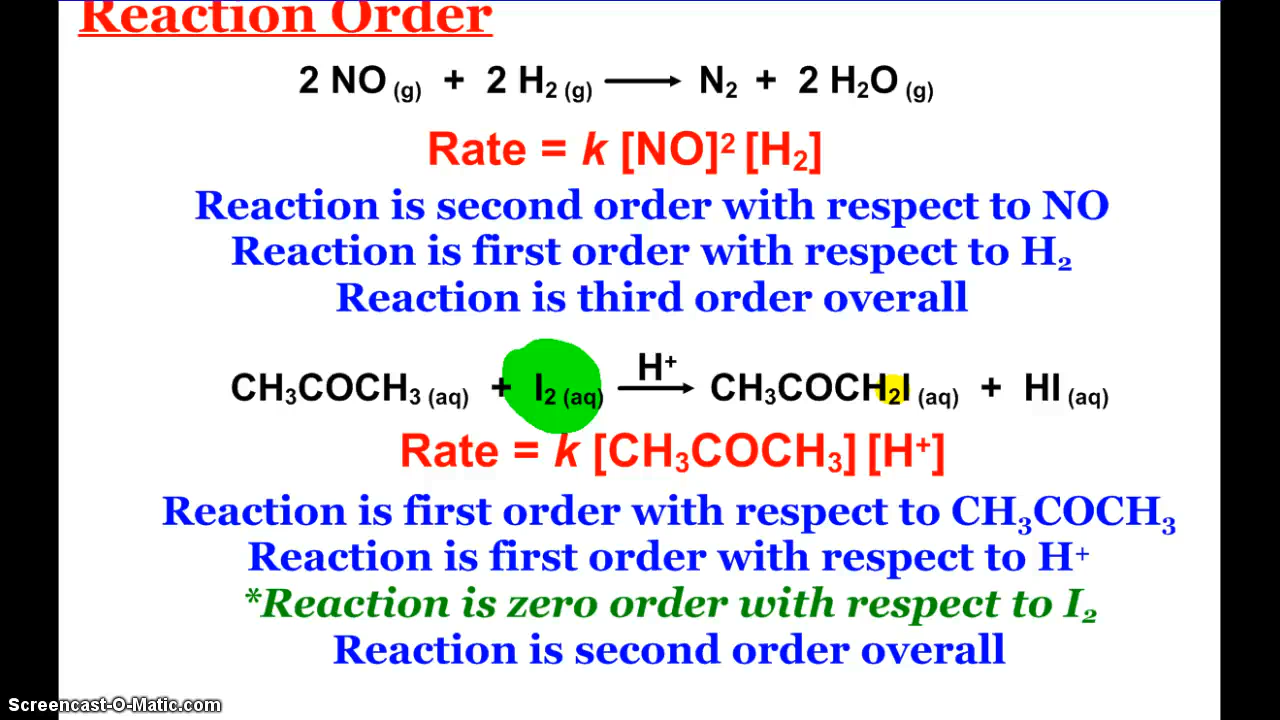 Reaction Order
2 NO (g) + 2 H₂ (g) ⟶ N₂ + 2 H₂O (g)
Rate = k [NO]² [H₂]
Reaction is second order with respect to NO
Reaction is first order with respect to H₂
Reaction is third order overall
H⁺
CH₃COCH₃ (aq) + I₂ (aq) ⟶ CH₃COCH₂I (aq) + HI (aq)
Rate = k [CH₃COCH₃] [H⁺]
Reaction is first order with respect to CH₃COCH₃
Reaction is first order with respect to H⁺
*Reaction is zero order with respect to I₂
Reaction is second order overall
Screencast-O-Matic.com